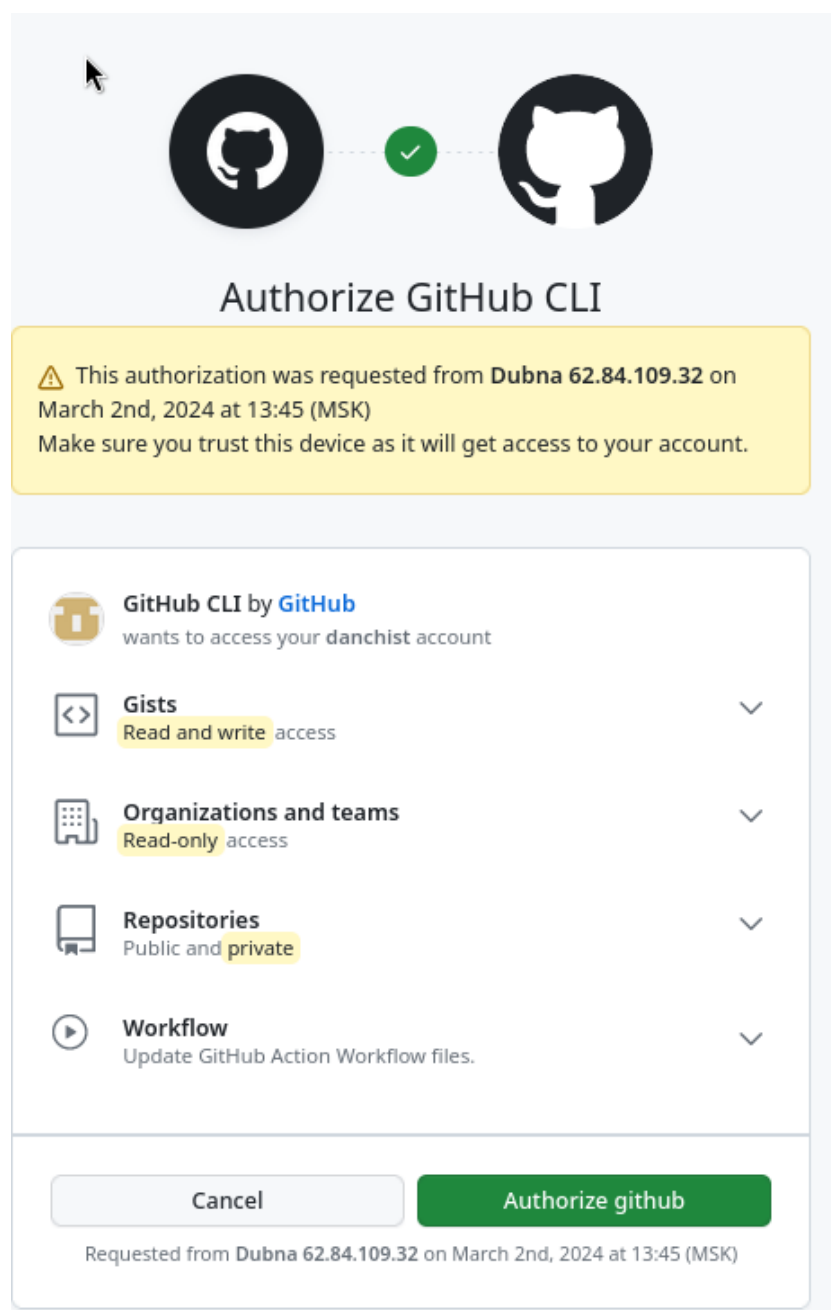 Authorize GitHub CLI
This authorization was requested from Dubna 62.84.109.32 on
March 2nd, 2024 at 13:45 (MSK)
Make sure you trust this device as it will get access to your account.
GitHub CLI by GitHub
wants to access your danchist account
Gists
Read and write access
Organizations and teams
Read-only access
Repositories
Public and private
Workflow
Update GitHub Action Workflow files.
Cancel
Authorize github
Requested from Dubna 62.84.109.32 on March 2nd, 2024 at 13:45 (MSK)